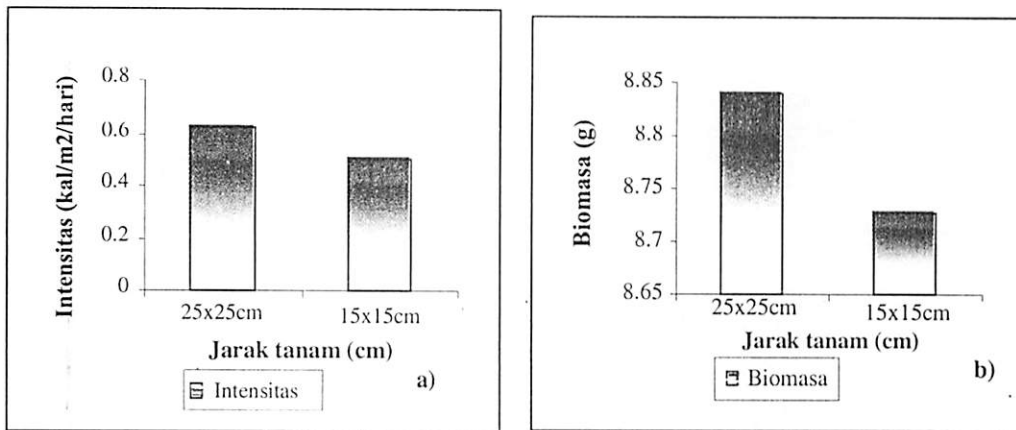 Intensitas (kal/m2/hari)
0.8
0.6
0.4
0.2
0
25x25cm 15x15cm
Jarak tanam (cm)
Intensitas
a)
Biomasa (g)
8.85
8.8
8.75
8.7
8.65
25x25cm 15x15cm
Jarak tanam (cm)
Biomasa
b)